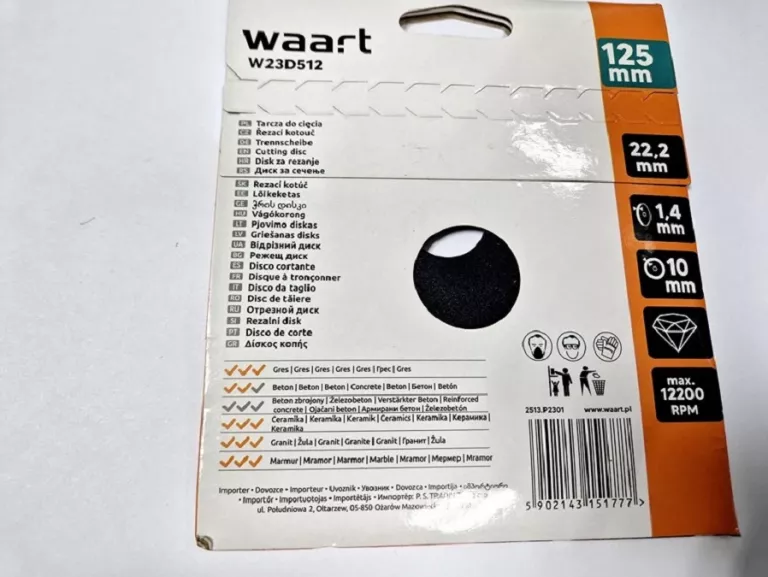 waart
W23D512
125
mm
PL Tarcza do cięcia
CZ Řezací kotouč
DE Trennscheibe
EN Cutting disc
HR Disk za rezanje
RS Диск за сечење
22,2
mm
SK Rezací kotúč
EE Lõikeketas
GE ჭრის დისკი
HU Vágókorong
LT Pjovimo diskas
LV Griešanas disks
UA Відрізний диск
BG Режещ диск
ES Disco cortante
FR Disque à tronçonner
IT Disco da taglio
RO Disc de tăiere
RU Отрезной диск
SI Rezalni disk
PT Disco de corte
GR Δίσκος κοπής
1,4
mm
10
mm
max.
12200
RPM
Gres | Gres | Gres | Gres | Gres | Грес | Gres
Beton | Beton | Beton | Concrete | Beton | Бетон | Betón
Beton zbrojony | Železobeton | Verstärkter Beton | Reinforced
concrete | Ojačani beton | Армирани бетон | Železobetón
Ceramika | Keramika | Keramik | Ceramics | Keramika | Керамика |
Keramika
Granit | Žula | Granit | Granite | Granit | Гранит | Žula
Marmur | Mramor | Marmor | Marble | Mramor | Мермер | Mramor
2513.P2301 www.waart.pl
Importer • Dovozce • Importeur • Uvoznik • Увозник • Dovozca • Importija • იმპორტიორი
• Importőr • Importuotojas • Importētājs • Импортер: P. S. TRADE
ul. Południowa 2, Ołtarzew, 05-850 Ożarów
5 902143 151777